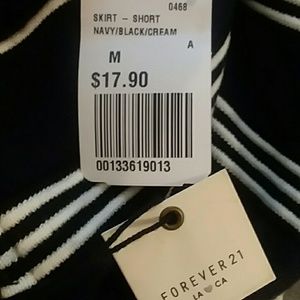 0468
SKIRT – SHORT
NAVY/BLACK/CREAM
A
M
$17.90
00133619013
FOREVER 21
LA ♥ CA